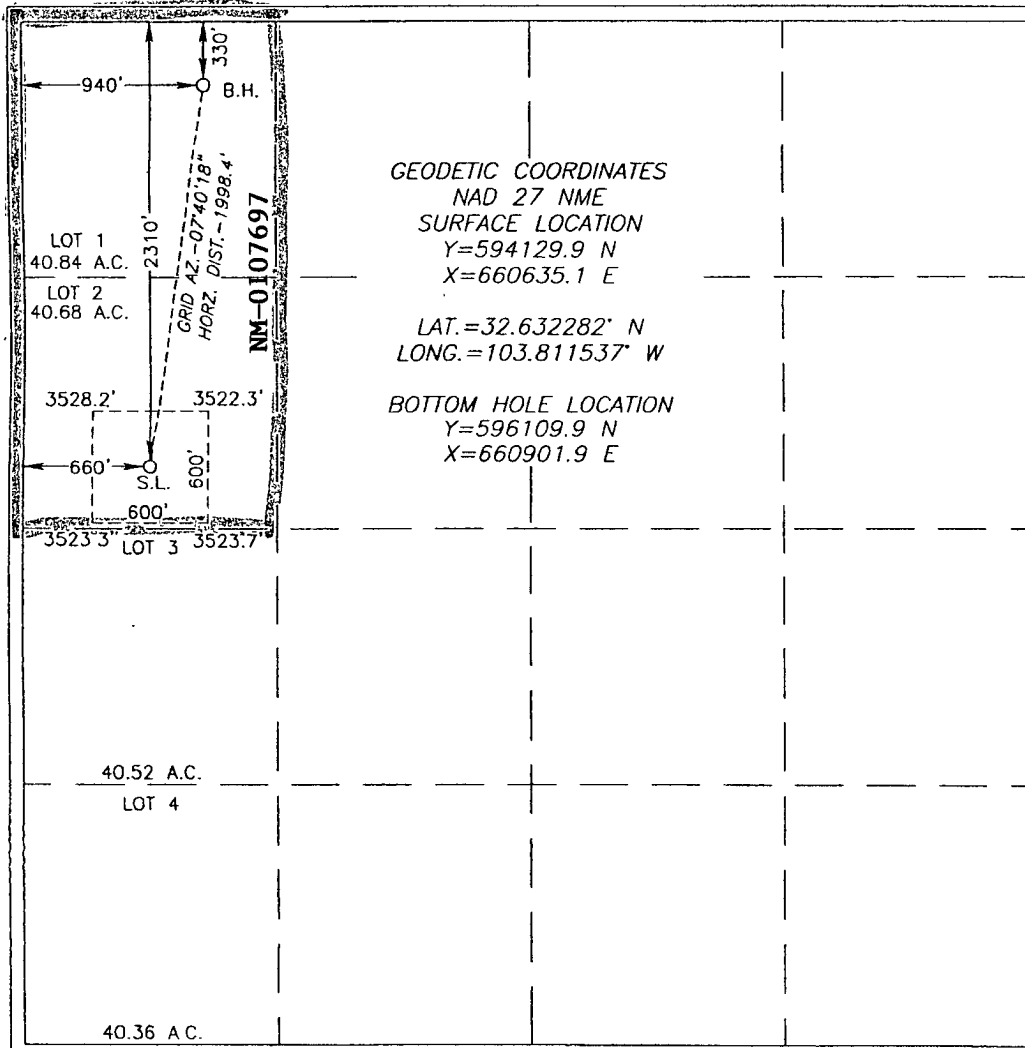 330'
940'
B.H.
GEODETIC COORDINATES
NAD 27 NME
SURFACE LOCATION
Y=594129.9 N
X=660635.1 E
LAT.=32.632282° N
LONG.=103.811537° W
BOTTOM HOLE LOCATION
Y=596109.9 N
X=660901.9 E
2310'
GRID AZ.-07°40'18"
HORZ. DIST.-1998.4'
NM-0107697
LOT 1
40.84 A.C.
LOT 2
40.68 A.C.
3528.2'
3522.3'
660'
S.L.
600'
600'
3523 3"
LOT 3
3523.7'
40.52 A.C.
LOT 4
40.36 A C.